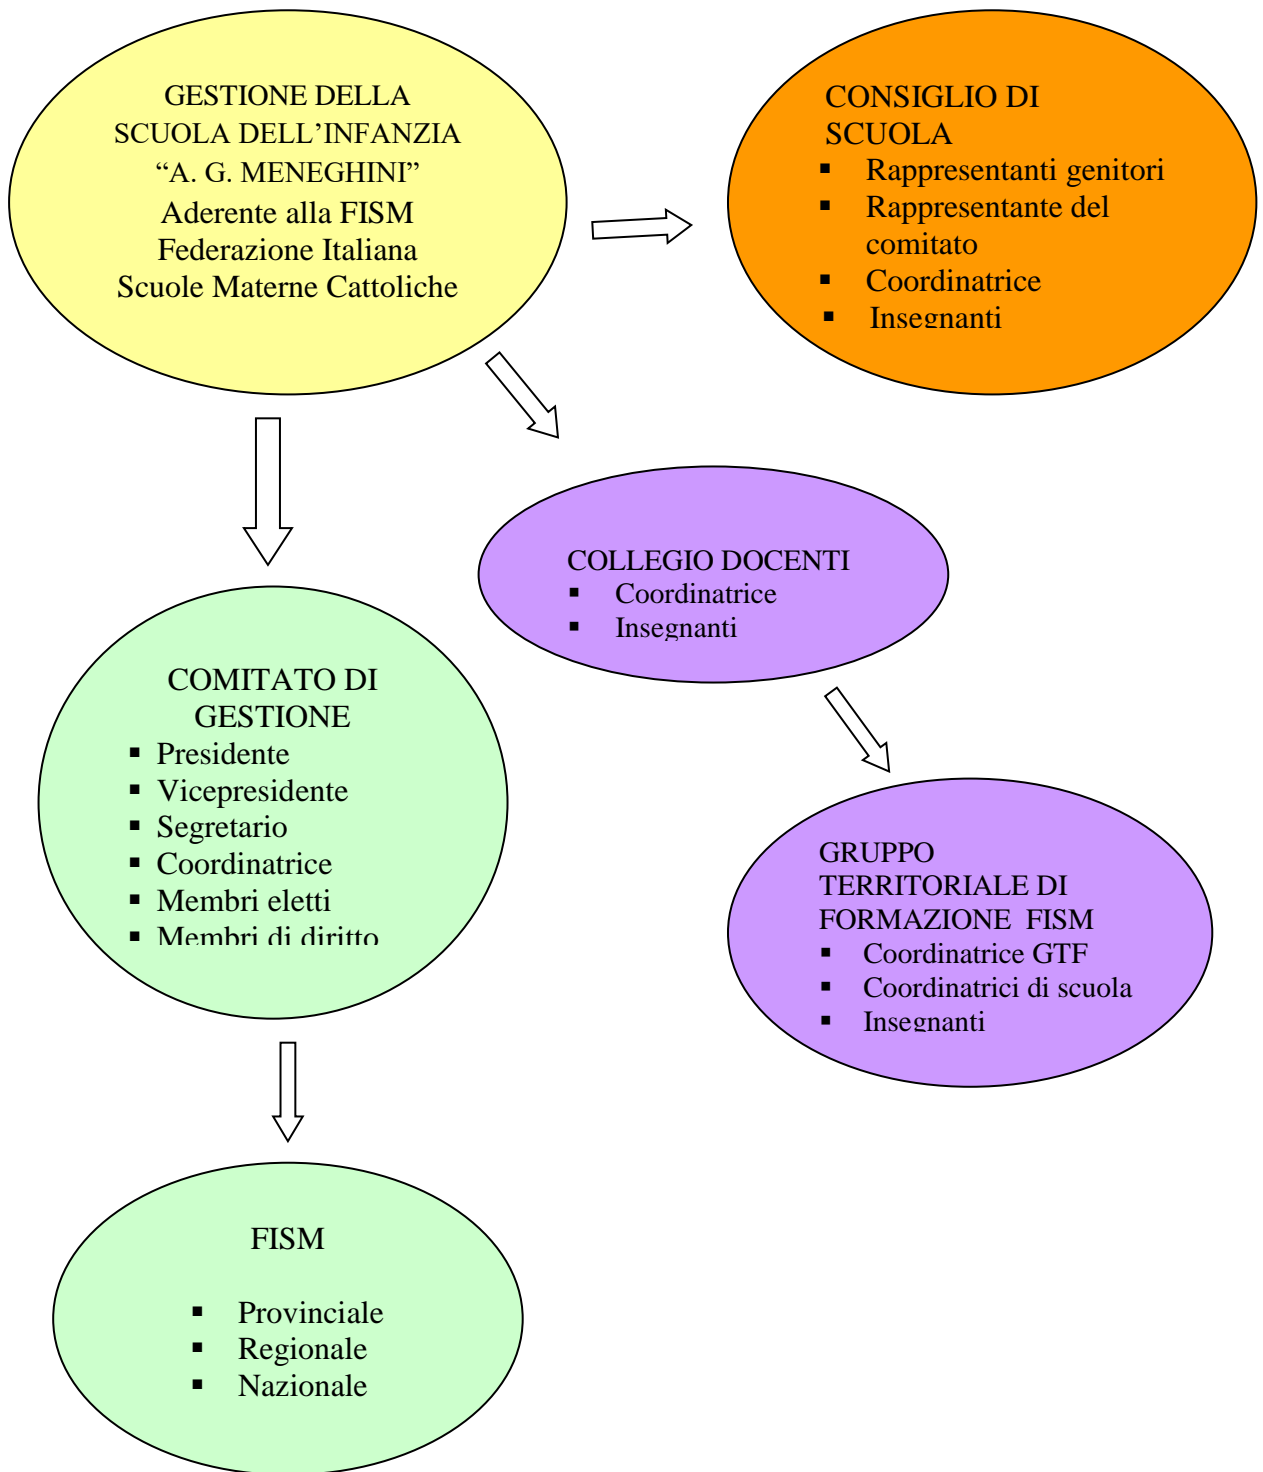 GESTIONE DELLA
SCUOLA DELL’INFANZIA
“A. G. MENEGHINI”
Aderente alla FISM
Federazione Italiana
Scuole Materne Cattoliche
CONSIGLIO DI
SCUOLA
▪ Rappresentanti genitori
▪ Rappresentante del
comitato
▪ Coordinatrice
▪ Insegnanti
COLLEGIO DOCENTI
▪ Coordinatrice
▪ Insegnanti
COMITATO DI
GESTIONE
▪ Presidente
▪ Vicepresidente
▪ Segretario
▪ Coordinatrice
▪ Membri eletti
▪ Membri di diritto
GRUPPO
TERRITORIALE DI
FORMAZIONE FISM
▪ Coordinatrice GTF
▪ Coordinatrici di scuola
▪ Insegnanti
FISM
▪ Provinciale
▪ Regionale
▪ Nazionale